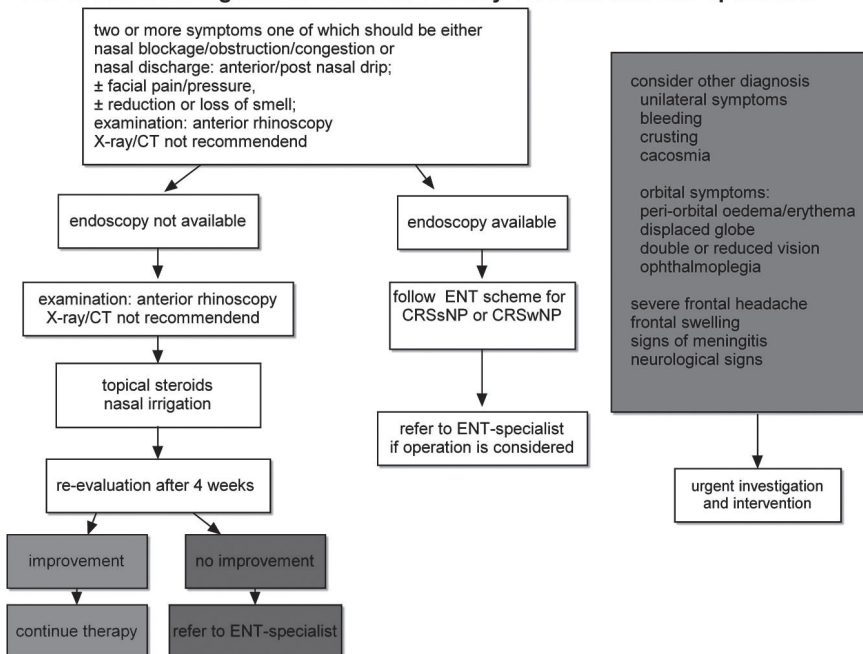 two or more symptoms one of which should be either
nasal blockage/obstruction/congestion or
nasal discharge: anterior/post nasal drip;
± facial pain/pressure,
± reduction or loss of smell;
examination: anterior rhinoscopy
X-ray/CT not recommendend
endoscopy not available
examination: anterior rhinoscopy
X-ray/CT not recommendend
topical steroids
nasal irrigation
re-evaluation after 4 weeks
improvement
continue therapy
no improvement
refer to ENT-specialist
endoscopy available
follow ENT scheme for
CRSsNP or CRSwNP
refer to ENT-specialist
if operation is considered
consider other diagnosis
unilateral symptoms
bleeding
crusting
cacosmia
orbital symptoms:
peri-orbital oedema/erythema
displaced globe
double or reduced vision
ophthalmoplegia
severe frontal headache
frontal swelling
signs of meningitis
neurological signs
urgent investigation
and intervention